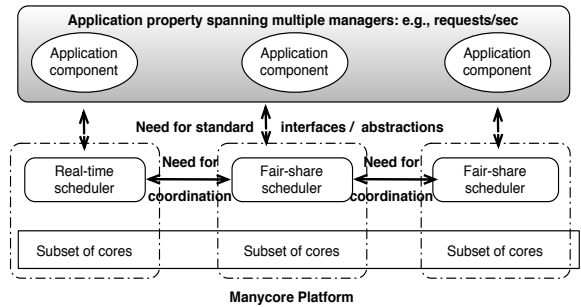 Application property spanning multiple managers: e.g., requests/sec
Application
component
Application
component
Application
component
Need for standard interfaces / abstractions
Real-time
scheduler
Need for
coordination
Fair-share
scheduler
Need for
coordination
Fair-share
scheduler
Subset of cores
Subset of cores
Subset of cores
Manycore Platform